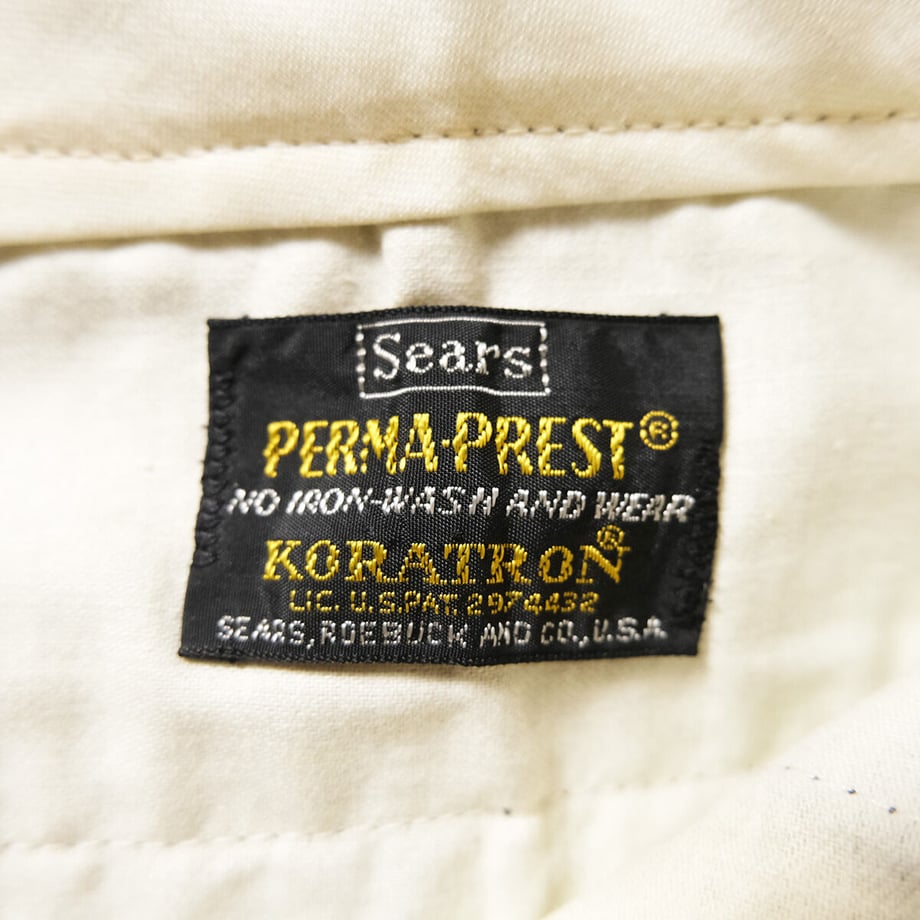 Sears
PERMA-PREST®
NO IRON-WASH AND WEAR
KORATRON®
LIC. U.S. PAT. 2974432
SEARS, ROEBUCK AND CO., U.S.A.